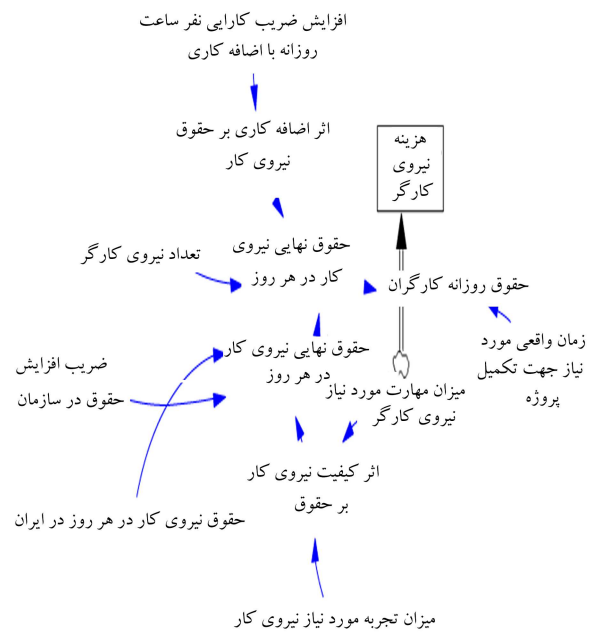 افزایش ضریب کارایی نفر ساعت
روزانه با اضافه کاری
اثر اضافه کاری بر حقوق
نیروی کار
هزینه
نیروی
کارگر
حقوق نهایی نیروی
کار در هر روز
تعداد نیروی کارگر
حقوق روزانه کارگران
زمان واقعی مورد
نیاز جهت تکمیل
پروژه
حقوق نهایی نیروی کار
در هر روز
ضریب افزایش
حقوق در سازمان
میزان مهارت مورد نیاز
نیروی کارگر
اثر کیفیت نیروی کار
بر حقوق
حقوق نیروی کار در هر روز در ایران
میزان تجربه مورد نیاز نیروی کار